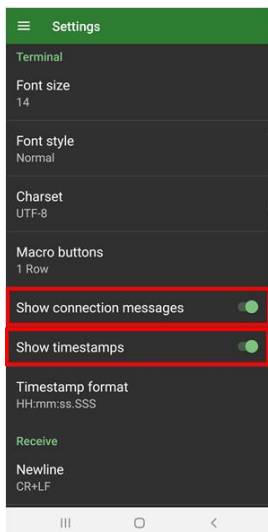 Settings
Terminal
Font size
14
Font style
Normal
Charset
UTF-8
Macro buttons
1 Row
Show connection messages
Show timestamps
Timestamp format
HH:mm:ss.SSS
Receive
Newline
CR+LF